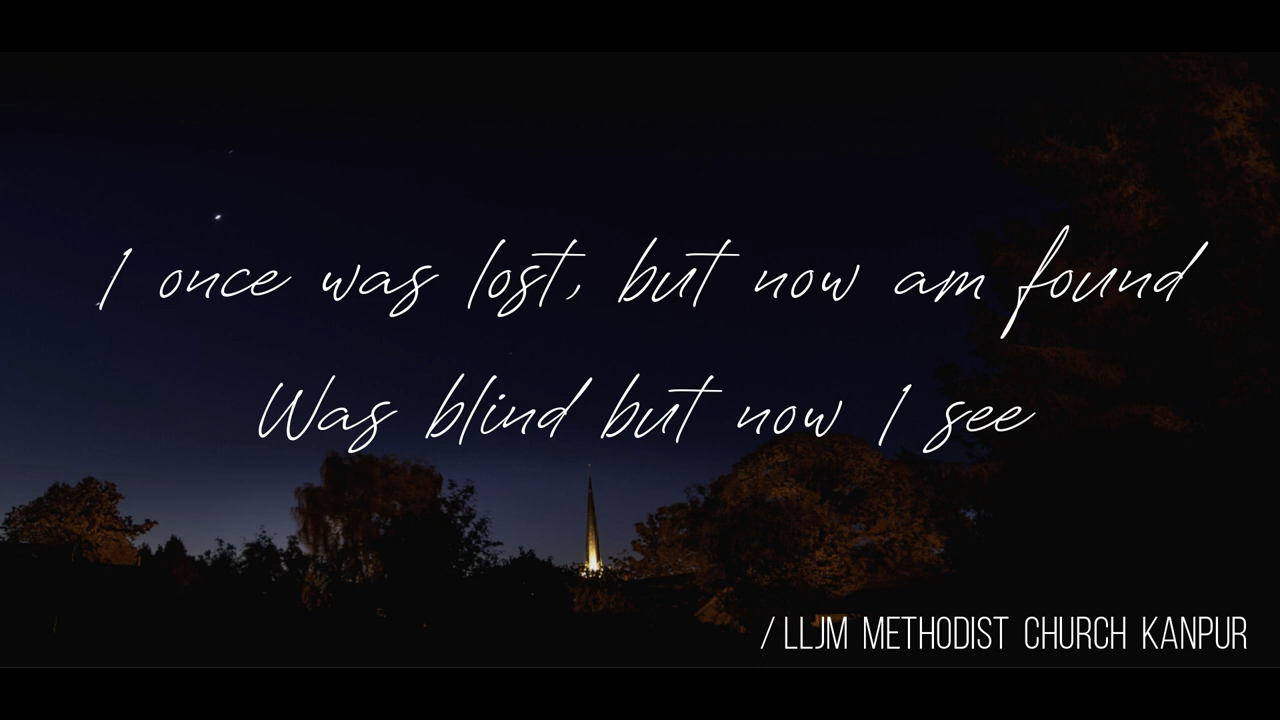 I once was lost, but now am found
Was blind but now I see
/ LLJM METHODIST CHURCH KANPUR